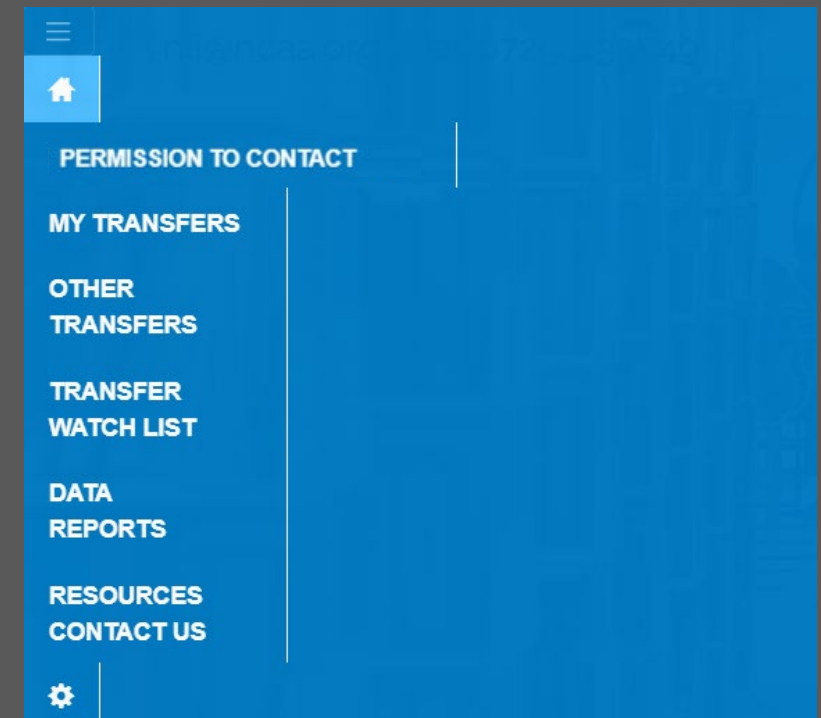 PERMISSION TO CONTACT
MY TRANSFERS
OTHER
TRANSFERS
TRANSFER
WATCH LIST
DATA
REPORTS
RESOURCES
CONTACT US